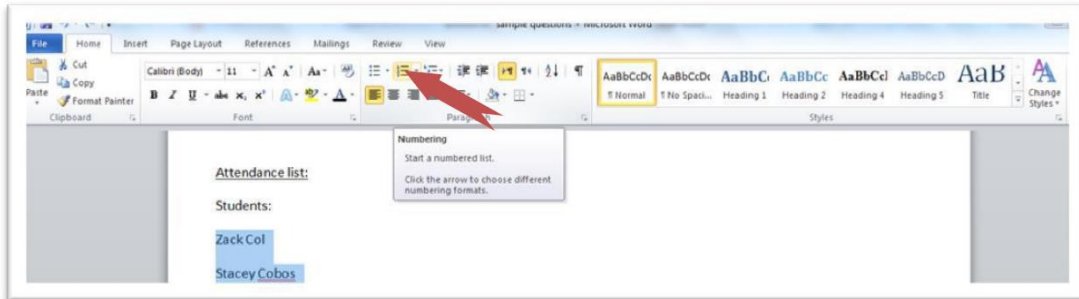 sample questions - Microsoft Word
File Home Insert Page Layout References Mailings Review View
Cut
Copy
Format Painter
Paste
Clipboard
Calibri (Body) 11 A A Aa
B I U abc x, x² A A
Font
Paragraph
AaBbCcDc AaBbCcDc AaBbC AaBbCc AaBbCcl AaBbCcD AaB
¶ Normal ¶ No Spaci... Heading 1 Heading 2 Heading 4 Heading 5 Title
Change Styles
Styles
Numbering
Start a numbered list.
Click the arrow to choose different
numbering formats.
Attendance list:
Students:
Zack Col
Stacey Cobos